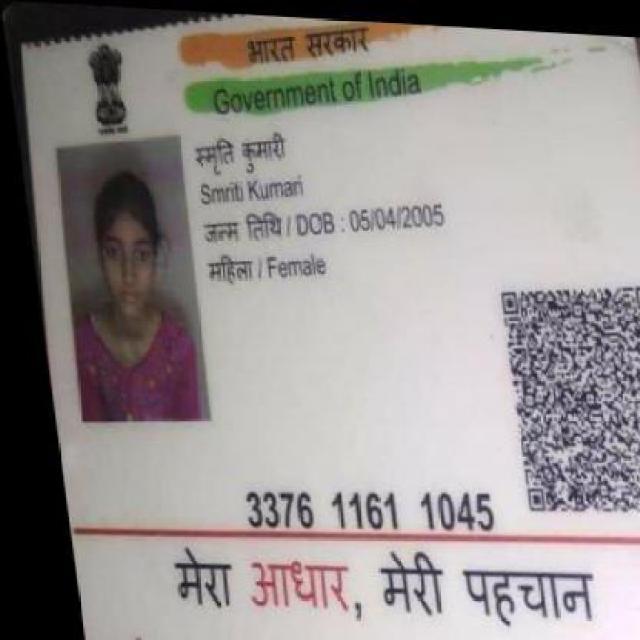 भारत सरकार
Government of India
स्मृति कुमारी
Smriti Kumari
जन्म तिथि / DOB : 05/04/2005
महिला / Female
3376 1161 1045
मेरा आधार, मेरी पहचान